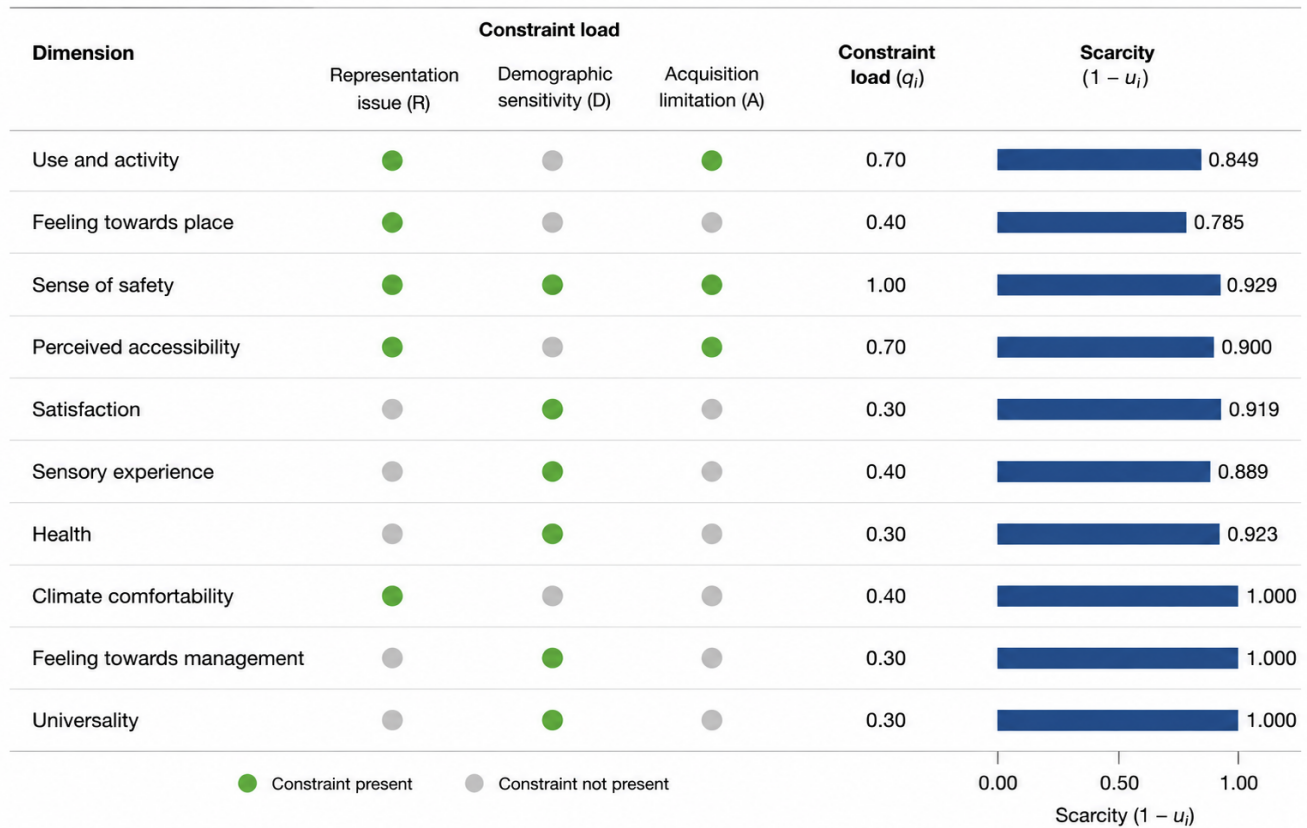 Constraint load
Dimension
Constraint
load (qi)
Scarcity
(1 – ui)
Representation
issue (R)
Demographic
sensitivity (D)
Acquisition
limitation (A)
Use and activity 0.70 0.849
Feeling towards place 0.40 0.785
Sense of safety 1.00 0.929
Perceived accessibility 0.70 0.900
Satisfaction 0.30 0.919
Sensory experience 0.40 0.889
Health 0.30 0.923
Climate comfortability 0.40 1.000
Feeling towards management 0.30 1.000
Universality 0.30 1.000
Constraint present Constraint not present
0.00 0.50 1.00
Scarcity (1 – ui)